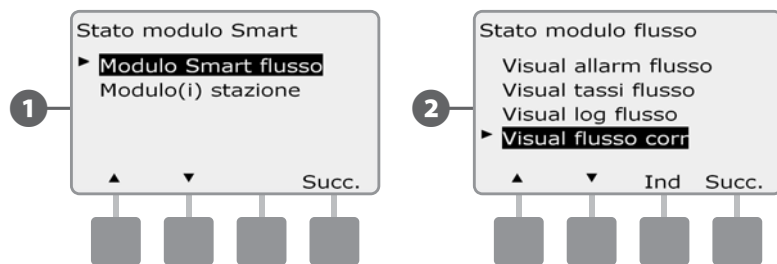 1
Stato modulo Smart
► Modulo Smart flusso
Modulo(i) stazione
▲ ▼ Succ.
2
Stato modulo flusso
Visual allarm flusso
Visual tassi flusso
Visual log flusso
► Visual flusso corr
▲ ▼ Ind Succ.